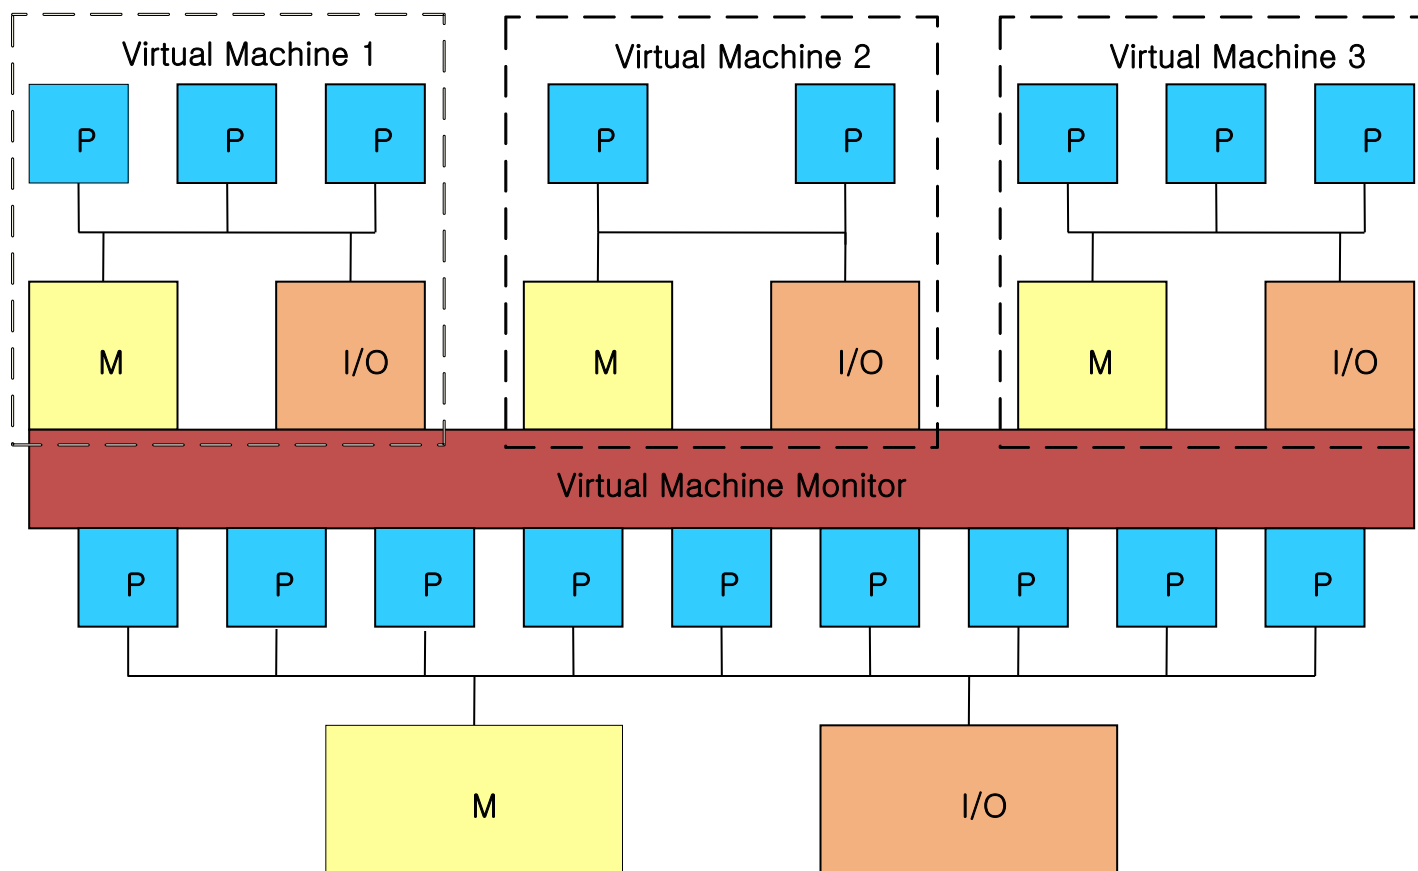 Virtual Machine 1
Virtual Machine 2
Virtual Machine 3
P P P
P P
P P P
M I/O
M I/O
M I/O
Virtual Machine Monitor
P P P P P P P P P
M I/O